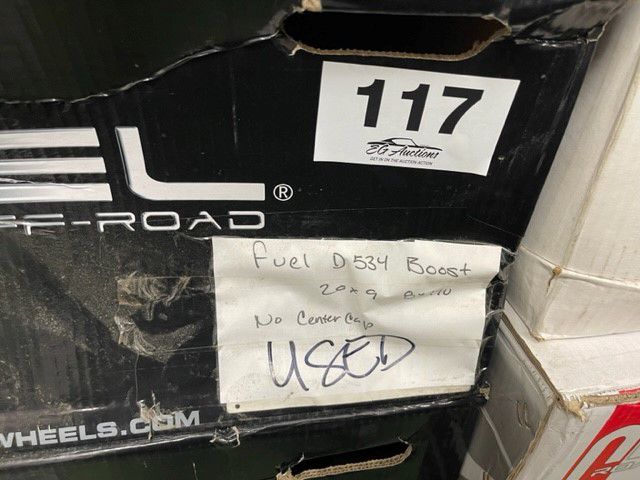 117
EG Auctions
GET IN ON THE AUCTION ACTION
EL®
FF-ROAD
Fuel D534 Boost
20x9
No Center Cap
USED
WHEELS.COM